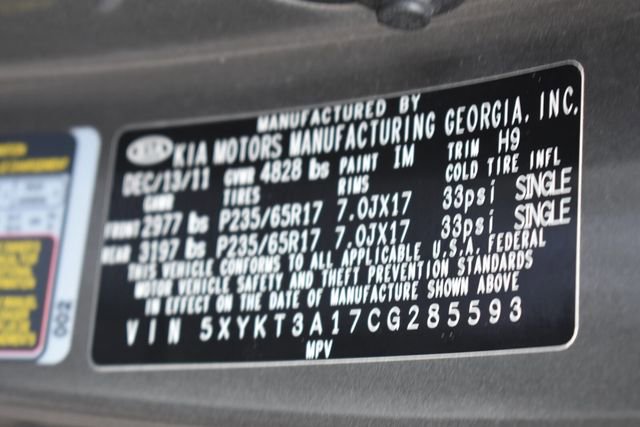 MANUFACTURED BY
KIA KIA MOTORS MANUFACTURING GEORGIA, INC.
DEC/13/11 GVWR 4828 lbs PAINT IM TRIM H9
GAWR TIRES RIMS COLD TIRE INFL
FRONT 2977 lbs P235/65R17 7.0JX17 33psi SINGLE
REAR 3197 lbs P235/65R17 7.0JX17 33psi SINGLE
THIS VEHICLE CONFORMS TO ALL APPLICABLE U.S.A. FEDERAL
MOTOR VEHICLE SAFETY AND THEFT PREVENTION STANDARDS
IN EFFECT ON THE DATE OF MANUFACTURE SHOWN ABOVE
VIN 5XYKT3A17CG285593
MPV
002